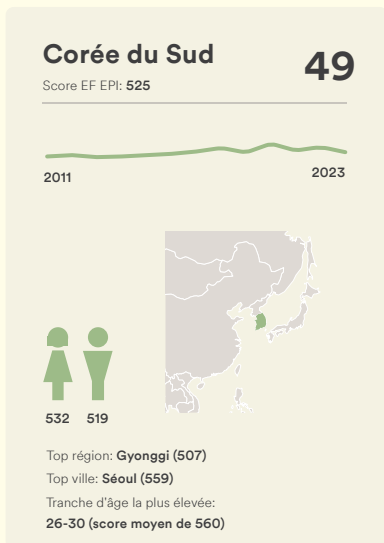 Corée du Sud
49
Score EF EPI: 525
2011
2023
532 519
Top région: Gyonggi (507)
Top ville: Séoul (559)
Tranche d'âge la plus élevée:
26-30 (score moyen de 560)